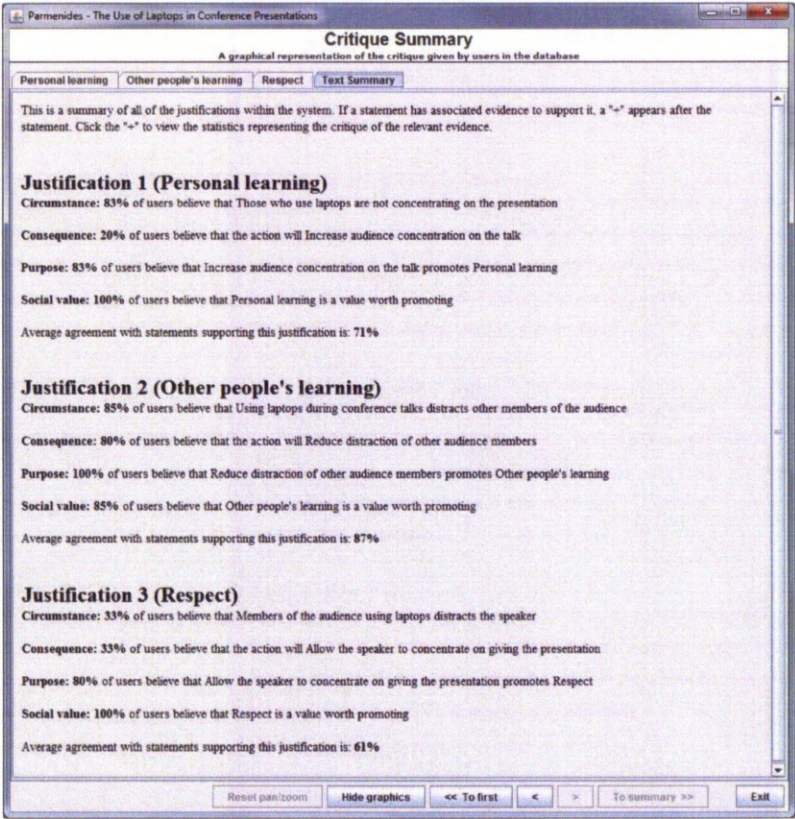 Parmenides - The Use of Laptops in Conference Presentations
Critique Summary
A graphical representation of the critique given by users in the database
Personal learning Other people's learning Respect Text Summary
This is a summary of all of the justifications within the system. If a statement has associated evidence to support it, a "+" appears after the
statement. Click the "+" to view the statistics representing the critique of the relevant evidence.
Justification 1 (Personal learning)
Circumstance: 83% of users believe that Those who use laptops are not concentrating on the presentation
Consequence: 20% of users believe that the action will Increase audience concentration on the talk
Purpose: 83% of users believe that Increase audience concentration on the talk promotes Personal learning
Social value: 100% of users believe that Personal learning is a value worth promoting
Average agreement with statements supporting this justification is: 71%
Justification 2 (Other people's learning)
Circumstance: 85% of users believe that Using laptops during conference talks distracts other members of the audience
Consequence: 80% of users believe that the action will Reduce distraction of other audience members
Purpose: 100% of users believe that Reduce distraction of other audience members promotes Other people's learning
Social value: 85% of users believe that Other people's learning is a value worth promoting
Average agreement with statements supporting this justification is: 87%
Justification 3 (Respect)
Circumstance: 33% of users believe that Members of the audience using laptops distracts the speaker
Consequence: 33% of users believe that the action will Allow the speaker to concentrate on giving the presentation
Purpose: 80% of users believe that Allow the speaker to concentrate on giving the presentation promotes Respect
Social value: 100% of users believe that Respect is a value worth promoting
Average agreement with statements supporting this justification is: 61%
Reset pan/zoom Hide graphics << To first < > To summary >> Exit